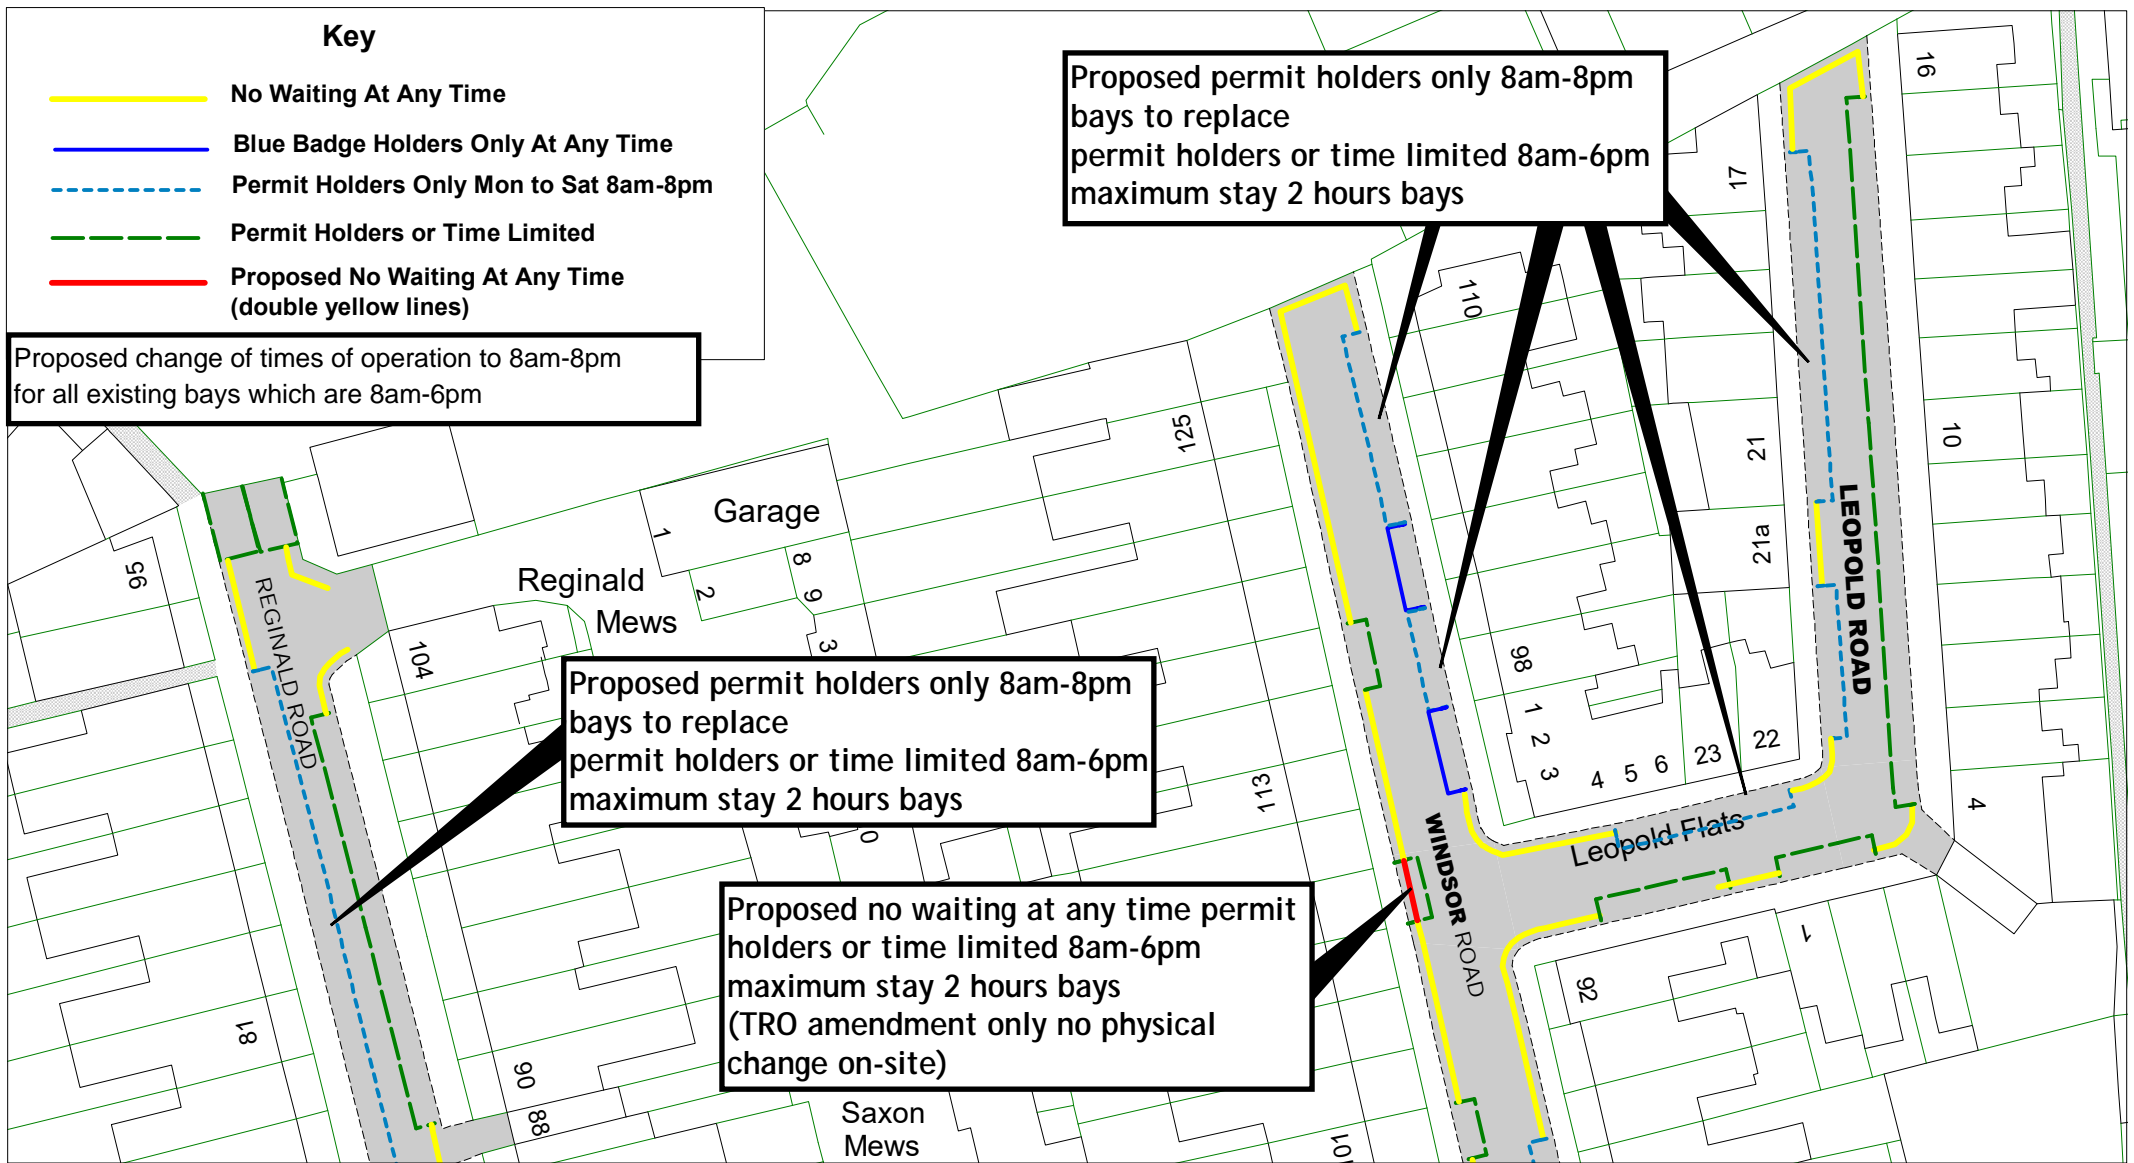 Key
No Waiting At Any Time
Blue Badge Holders Only At Any Time
Permit Holders Only Mon to Sat 8am-8pm
Permit Holders or Time Limited
Proposed No Waiting At Any Time
(double yellow lines)
Proposed change of times of operation to 8am-8pm
for all existing bays which are 8am-6pm
Proposed permit holders only 8am-8pm
bays to replace
permit holders or time limited 8am-6pm
maximum stay 2 hours bays
16
17
110
125
10
21
21a
LEOPOLD ROAD
Garage
1
2
8
9
3
Reginald
Mews
95
REGINALD ROAD
104
98
1
2
3
4
5
6
23
22
4
Proposed permit holders only 8am-8pm
bays to replace
permit holders or time limited 8am-6pm
maximum stay 2 hours bays
113
0
Leopold Flats
WINDSOR ROAD
Proposed no waiting at any time permit
holders or time limited 8am-6pm
maximum stay 2 hours bays
(TRO amendment only no physical
change on-site)
1
92
81
90
88
Saxon
Mews
101